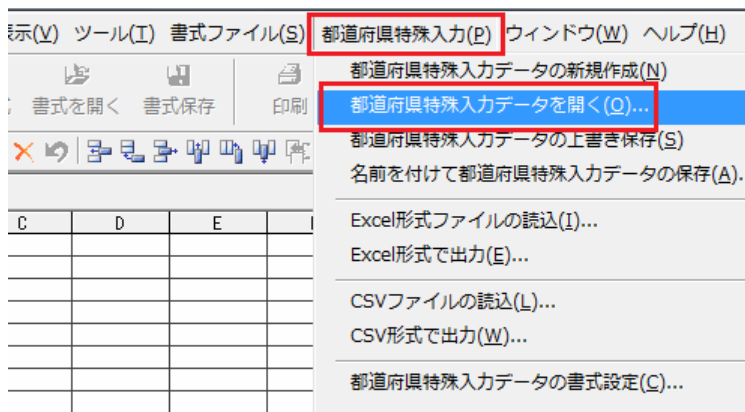 表示(V) ツール(T) 書式ファイル(S) 都道府県特殊入力(P) ウィンドウ(W) ヘルプ(H)
書式を開く 書式保存 印刷
都道府県特殊入力データの新規作成(N)
都道府県特殊入力データを開く(O)...
都道府県特殊入力データの上書き保存(S)
名前を付けて都道府県特殊入力データの保存(A)...
Excel形式ファイルの読込(I)...
Excel形式で出力(E)...
CSVファイルの読込(L)...
CSV形式で出力(W)...
都道府県特殊入力データの書式設定(C)...
C D E